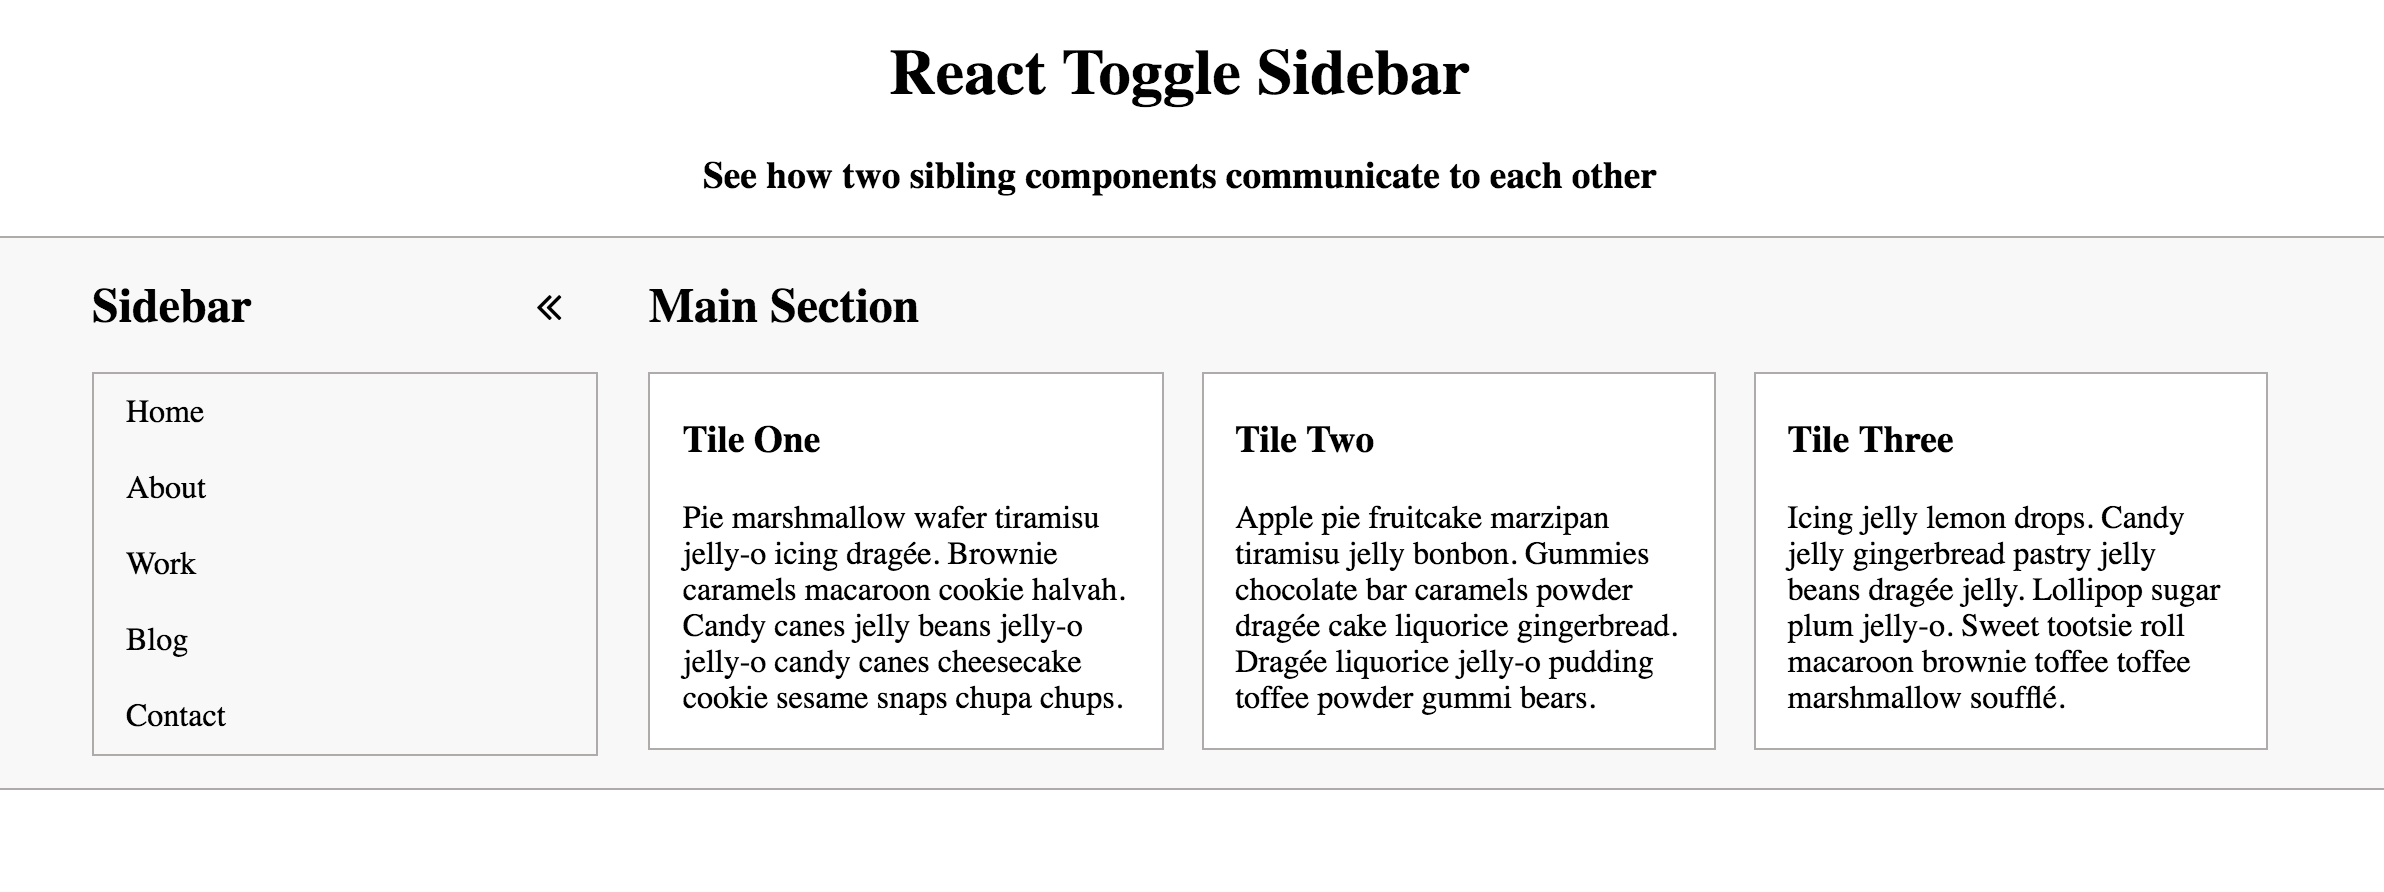 React Toggle Sidebar
See how two sibling components communicate to each other
Sidebar
Home
About
Work
Blog
Contact
Main Section
Tile One
Pie marshmallow wafer tiramisu
jelly-o icing dragée. Brownie
caramels macaroon cookie halvah.
Candy canes jelly beans jelly-o
jelly-o candy canes cheesecake
cookie sesame snaps chupa chups.
Tile Two
Apple pie fruitcake marzipan
tiramisu jelly bonbon. Gummies
chocolate bar caramels powder
dragée cake liquorice gingerbread.
Dragée liquorice jelly-o pudding
toffee powder gummi bears.
Tile Three
Icing jelly lemon drops. Candy
jelly gingerbread pastry jelly
beans dragée jelly. Lollipop sugar
plum jelly-o. Sweet tootsie roll
macaroon brownie toffee toffee
marshmallow soufflé.